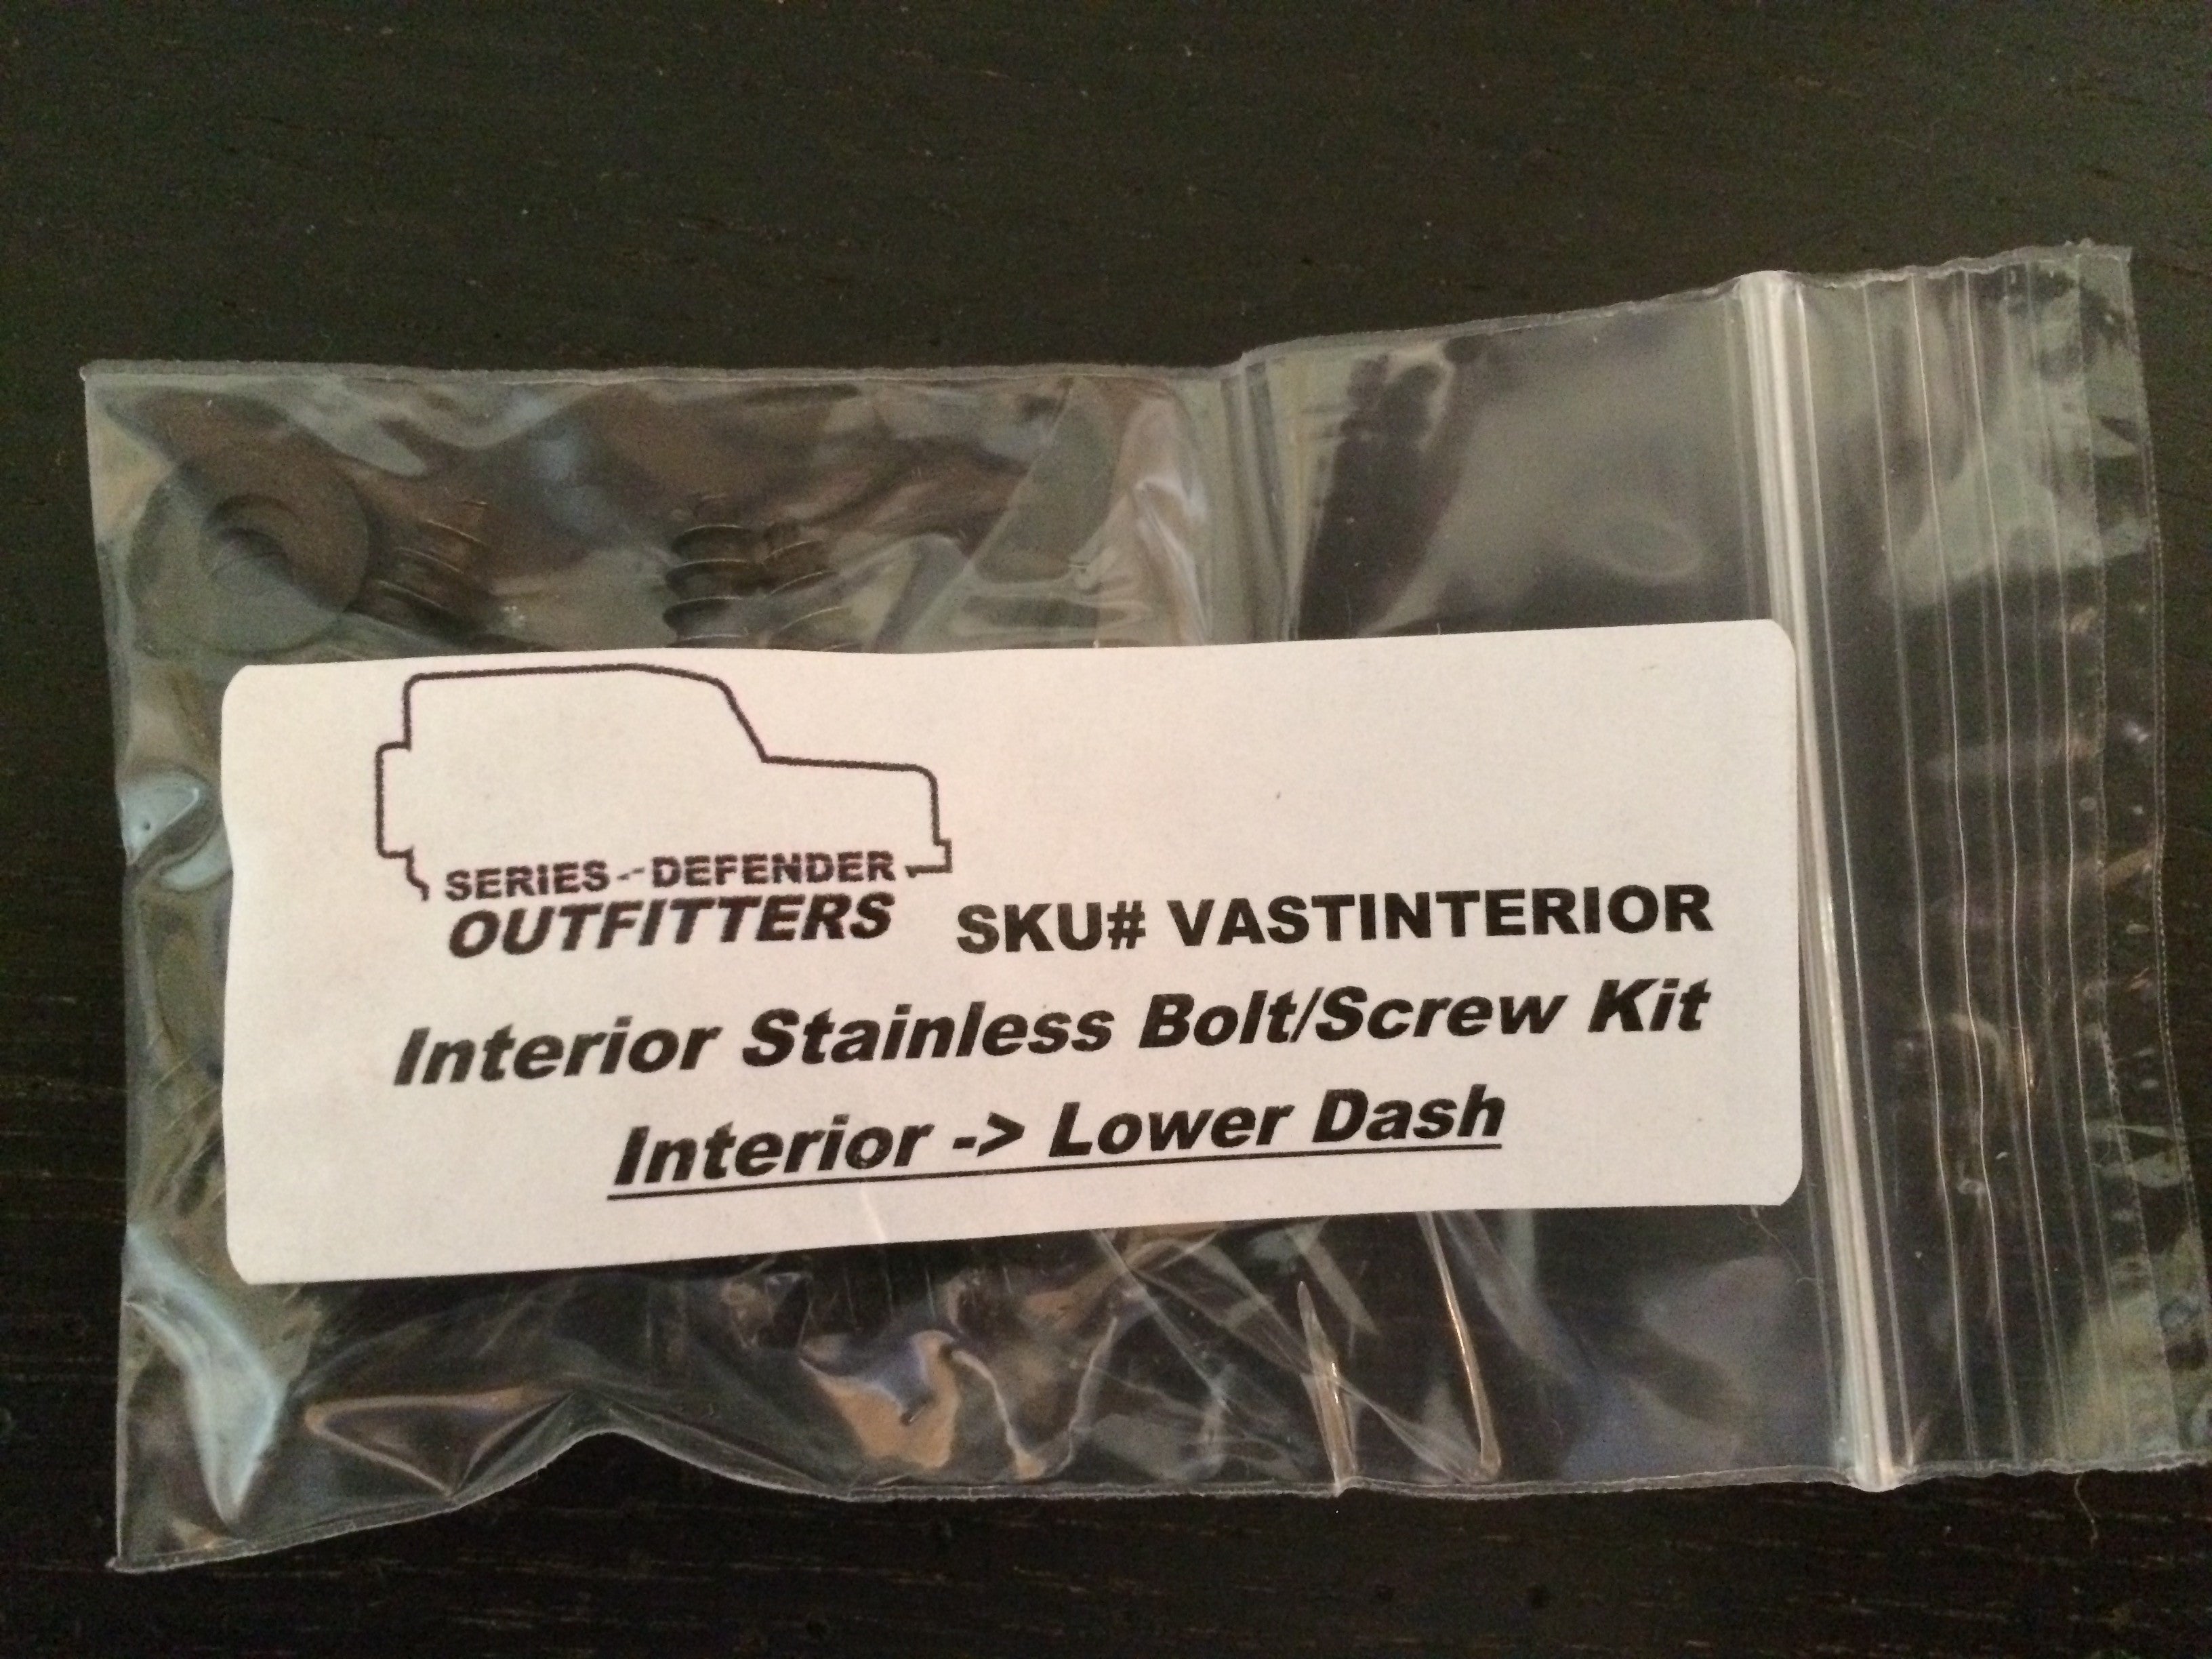 SERIES - DEFENDER
OUTFITTERS
SKU# VASTINTERIOR
Interior Stainless Bolt/Screw Kit
Interior -> Lower Dash